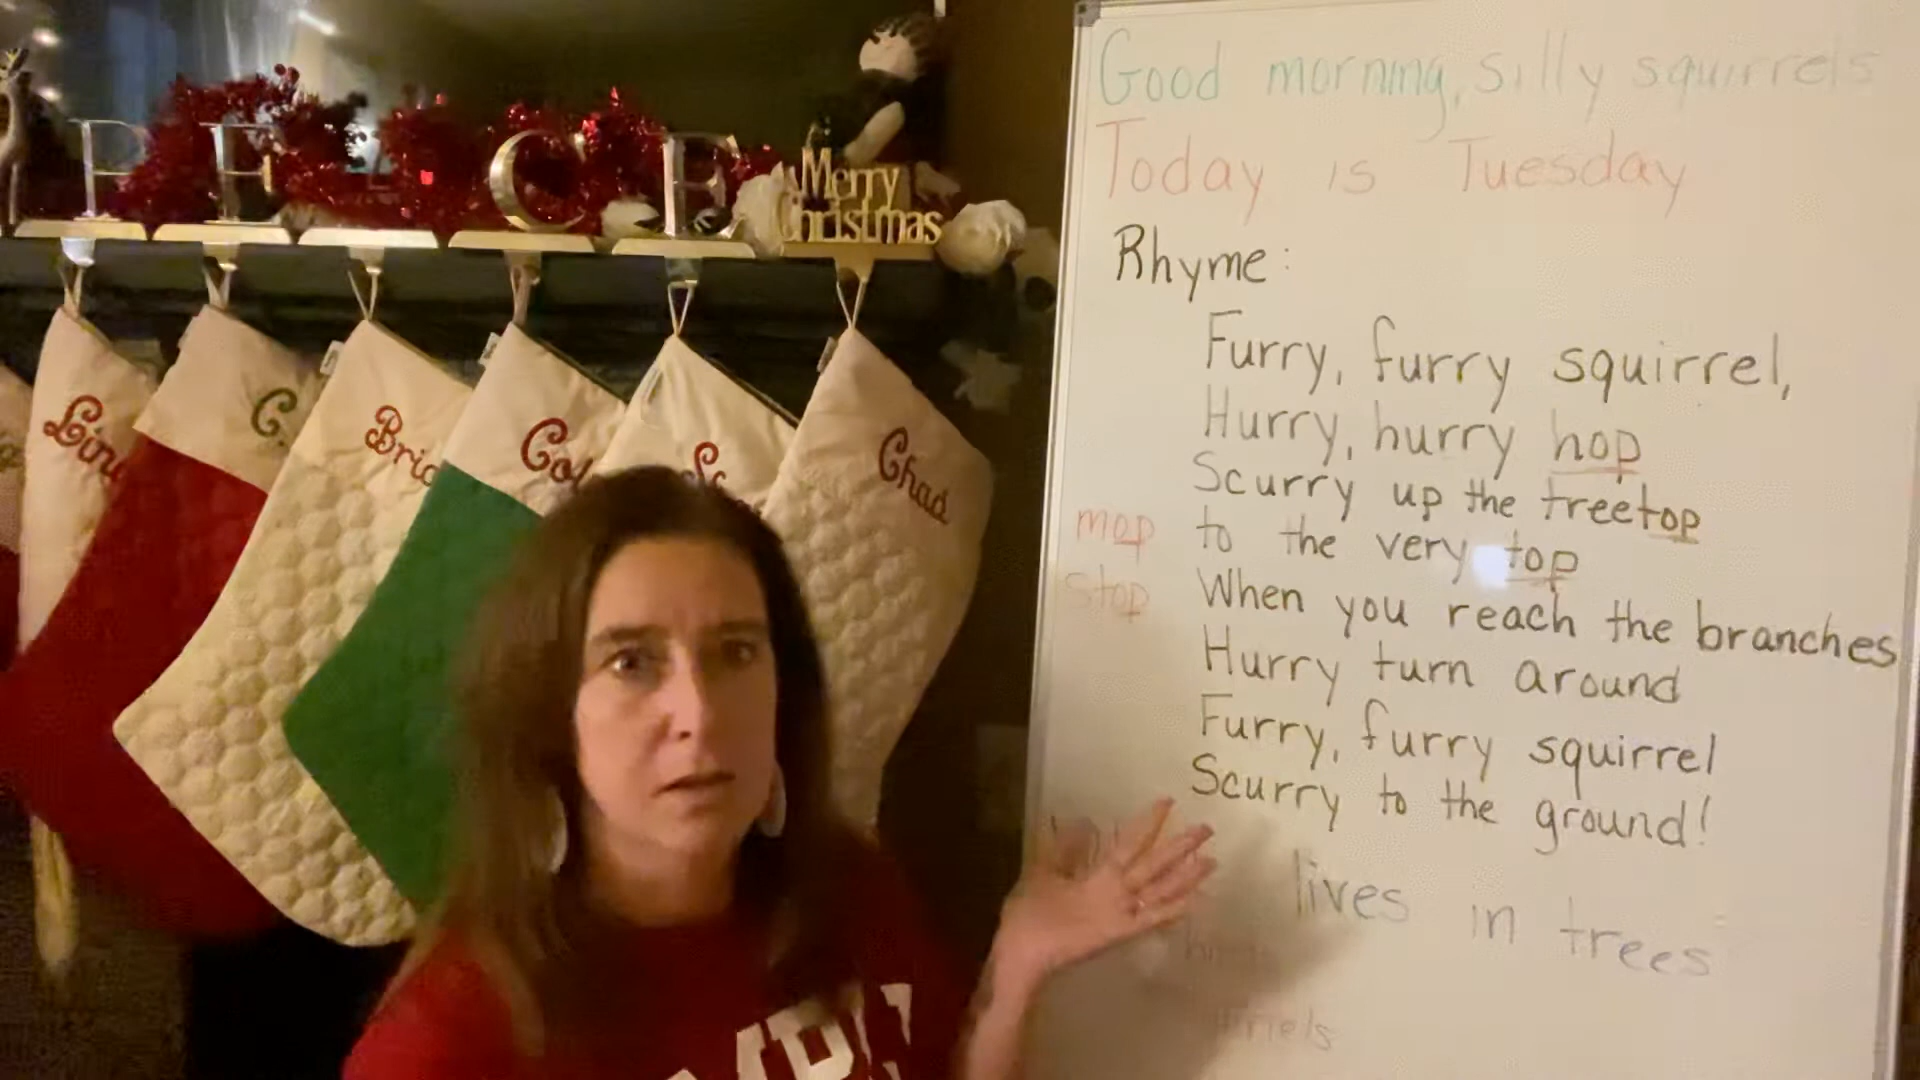 PEACE
Merry
Christmas
C.
Chad
Good morning, silly squirrels
Today is Tuesday
Rhyme:
Furry, furry squirrel,
Hurry, hurry hop
Scurry up the treetop
mop to the very top
stop When you reach the branches
Hurry turn around
Furry, furry squirrel
Scurry to the ground!
lives in trees